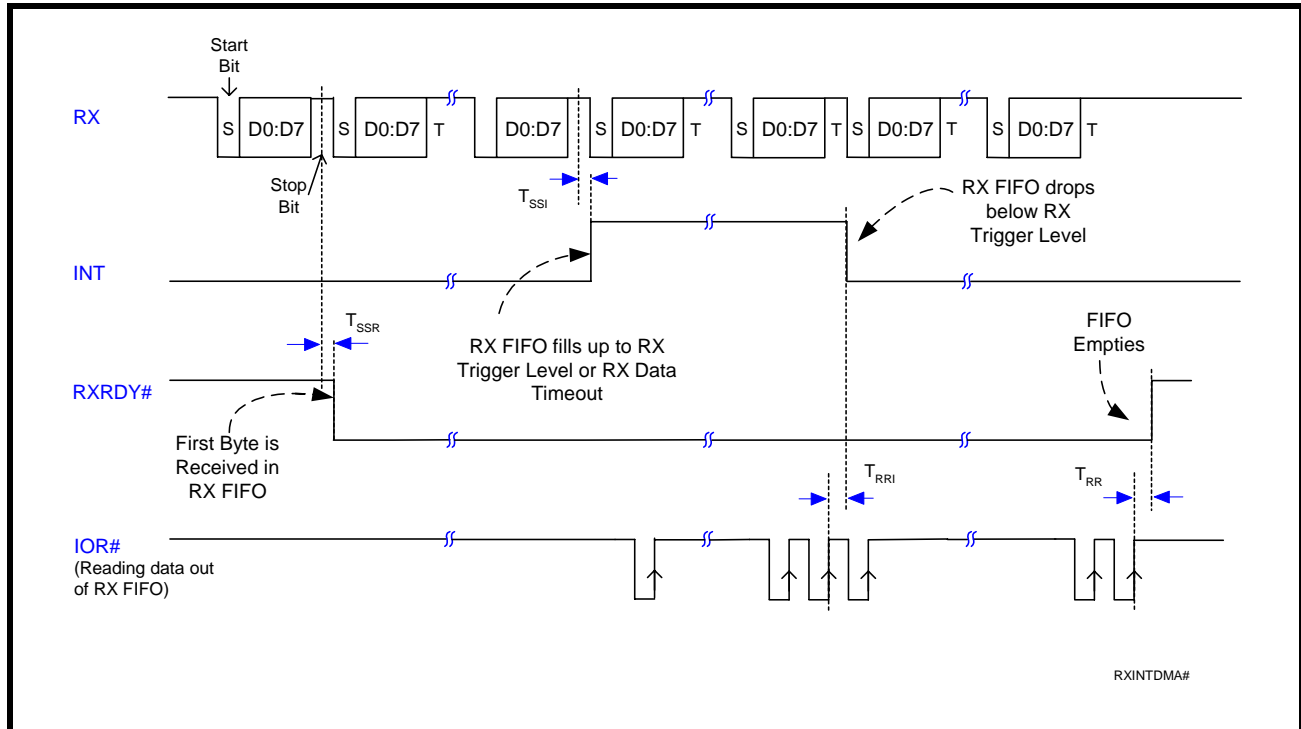 Start
Bit
RX
S D0:D7 S D0:D7 T D0:D7 S D0:D7 T S D0:D7 T S D0:D7 T S D0:D7 T
Stop
Bit
TSSI
RX FIFO drops
below RX
Trigger Level
INT
TSSR
RX FIFO fills up to RX
Trigger Level or RX Data
Timeout
FIFO
Empties
RXRDY#
First Byte is
Received in
RX FIFO
TRRI
TRR
IOR#
(Reading data out
of RX FIFO)
RXINTDMA#